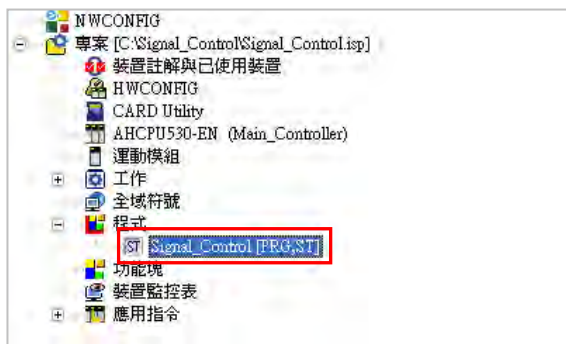 NWCONFIG
專案 [C:\Signal_Control\Signal_Control.isp]
裝置註解與已使用裝置
HWCONFIG
CARD Utility
AHCPU530-EN (Main_Controller)
運動模組
工作
全域符號
程式
ST Signal_Control [PRG,ST]
功能塊
裝置監控表
應用指令